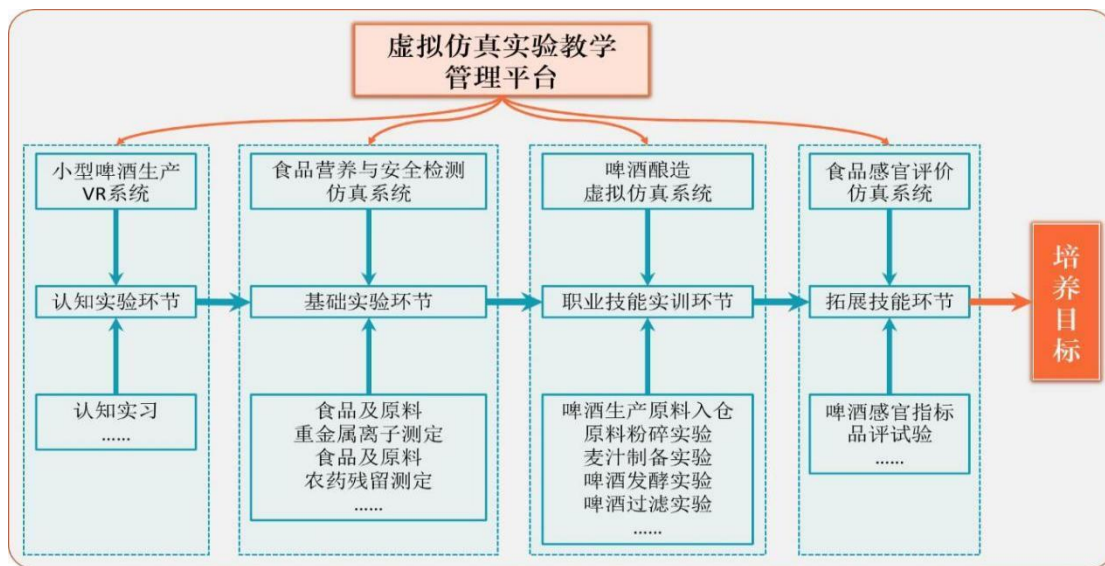 虚拟仿真实验教学
管理平台
小型啤酒生产
VR系统
食品营养与安全检测
仿真系统
啤酒酿造
虚拟仿真系统
食品感官评价
仿真系统
认知实验环节
基础实验环节
职业技能实训环节
拓展技能环节
培养目标
认知实习
……
食品及原料
重金属离子测定
食品及原料
农药残留测定
……
啤酒生产原料入仓
原料粉碎实验
麦汁制备实验
啤酒发酵实验
啤酒过滤实验
……
啤酒感官指标
品评试验
……